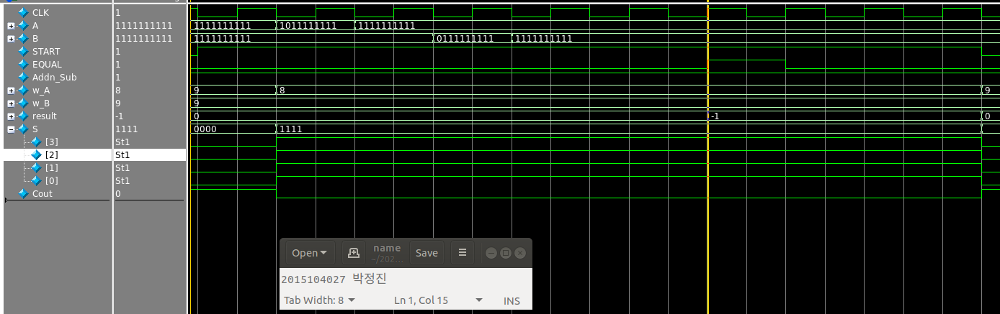 CLK 1
A 1111111111 1111111111 1011111111 1111111111
B 1111111111 1111111111 0111111111 1111111111
START 1
EQUAL 1
Addn_Sub 1
w_A 8 9 8 9
w_B 9 9
result -1 0 -1 0
S 1111 0000 1111
[3] St1
[2] St1
[1] St1
[0] St1
Cout 0
Open name Save
~/202...
2015104027 박정진
Tab Width: 8 Ln 1, Col 15 INS